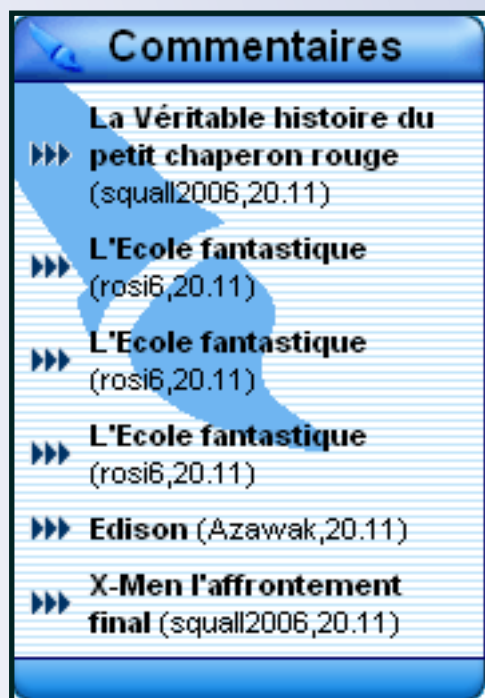 Commentaires
La Véritable histoire du
petit chaperon rouge
(squall2006,20.11)
L'Ecole fantastique
(rosi6,20.11)
L'Ecole fantastique
(rosi6,20.11)
L'Ecole fantastique
(rosi6,20.11)
Edison (Azawak,20.11)
X-Men l'affrontement
final (squall2006,20.11)